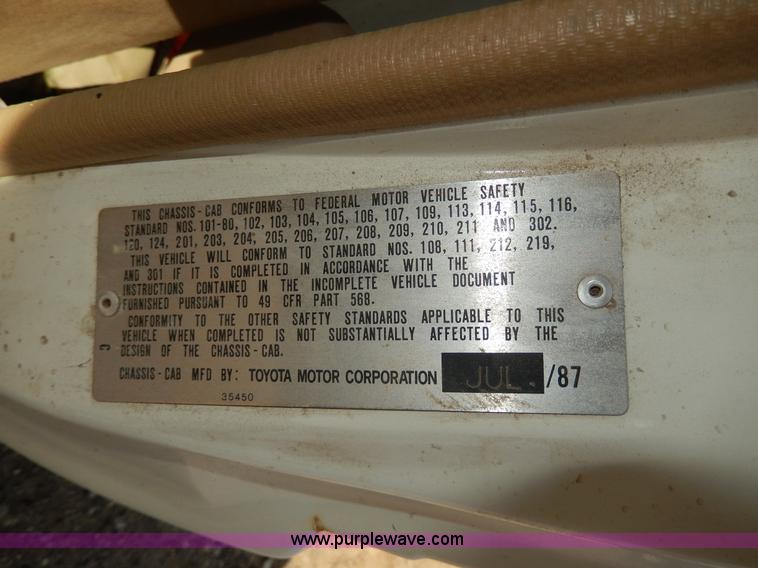 THIS CHASSIS-CAB CONFORMS TO FEDERAL MOTOR VEHICLE SAFETY
STANDARD NOS. 101-80, 102, 103, 104, 105, 106, 107, 109, 113, 114, 115, 116,
120, 124, 201, 203, 204, 205, 206, 207, 208, 209, 210, 211 AND 302.
THIS VEHICLE WILL CONFORM TO STANDARD NOS. 108, 111, 212, 219,
AND 301 IF IT IS COMPLETED IN ACCORDANCE WITH THE
INSTRUCTIONS CONTAINED IN THE INCOMPLETE VEHICLE DOCUMENT
FURNISHED PURSUANT TO 49 CFR PART 568.
CONFORMITY TO THE OTHER SAFETY STANDARDS APPLICABLE TO THIS
VEHICLE WHEN COMPLETED IS NOT SUBSTANTIALLY AFFECTED BY THE
DESIGN OF THE CHASSIS-CAB.
C
CHASSIS-CAB MFD BY: TOYOTA MOTOR CORPORATION JUL. /87
35450
www.purplewave.com